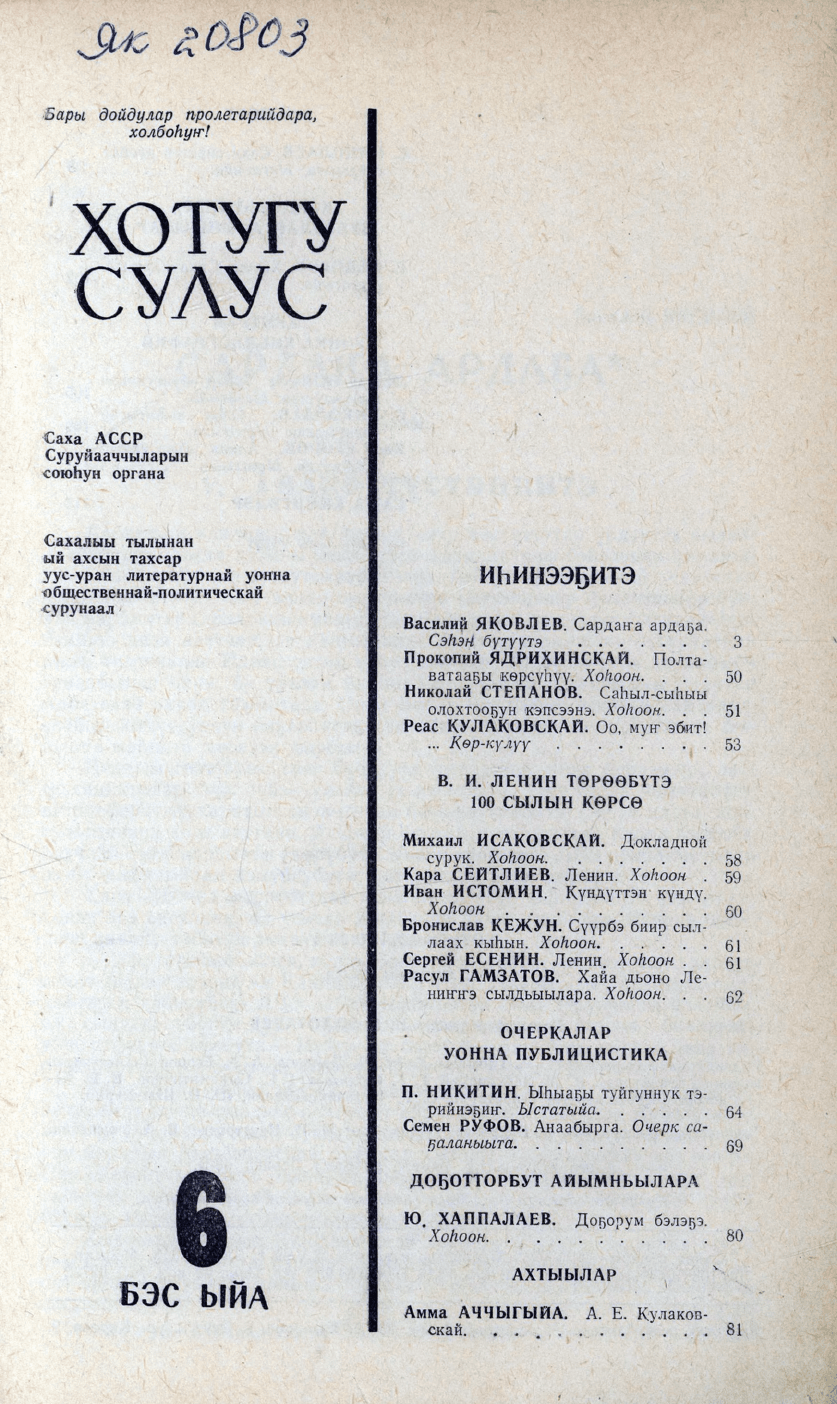 Як 20803
Бары дойдулар пролетарийдара,
холбоһуҥ!
ХОТУГУ
СУЛУС
Саха АССР
Суруйааччыларын
союһун органа
Сахалыы тылынан
ый ахсын тахсар
уус-уран литературнай уонна
общественнай-политическай
сурунаал
6
БЭС ЫЙА
ИҺИНЭЭҔИТЭ
Василий ЯКОВЛЕВ. Сардаҥа ардаҕа.
Сэһэн бүтүүтэ . . . . . . . 3
Прокопий ЯДРИХИНСКАЙ. Полта-
ватааҕы көрсүһүү. Хоһоон. . . . 50
Николай СТЕПАНОВ. Саһыл-сыһыы
олохтооҕун кэпсээнэ. Хоһоон. . . 51
Реас КУЛАКОВСКАЙ. Оо, муҥ эбит!
... Көр-күлүү . . . . . . . . 53
В. И. ЛЕНИН ТӨРӨӨБҮТЭ
100 СЫЛЫН КӨРСӨ
Михаил ИСАКОВСКАЙ. Докладной
сурук. Хоһоон. . . . . . . . 58
Кара СЕЙТЛИЕВ. Ленин. Хоһоон . 59
Иван ИСТОМИН. Күндүттэн күндү.
Хоһоон . . . . . . . . . . 60
Бронислав КЕЖУН. Сүүрбэ биир сыл-
лаах кыһын. Хоһоон. . . . . . 61
Сергей ЕСЕНИН. Ленин. Хоһоон . . 61
Расул ГАМЗАТОВ. Хайа дьоно Ле-
ниҥҥэ сылдьыылара. Хоһоон. . . 62
ОЧЕРКАЛАР
УОННА ПУБЛИЦИСТИКА
П. НИКИТИН. Ыһыаҕы туйгуннук тэ-
рийиэҕиҥ. Ыстатыйа. . . . . . 64
Семен РУФОВ. Анаабырга. Очерк са-
ҕаланыыта. . . . . . . . . . 69
ДОҔОТТОРБУТ АЙЫМНЬЫЛАРА
Ю. ХАППАЛАЕВ. Доҕорум бэлэҕэ.
Хоһоон. . . . . . . . . . . 80
АХТЫЫЛАР
Амма АЧЧЫГЫЙА. А. Е. Кулаков-
скай. . . . . . . . . . . . 81